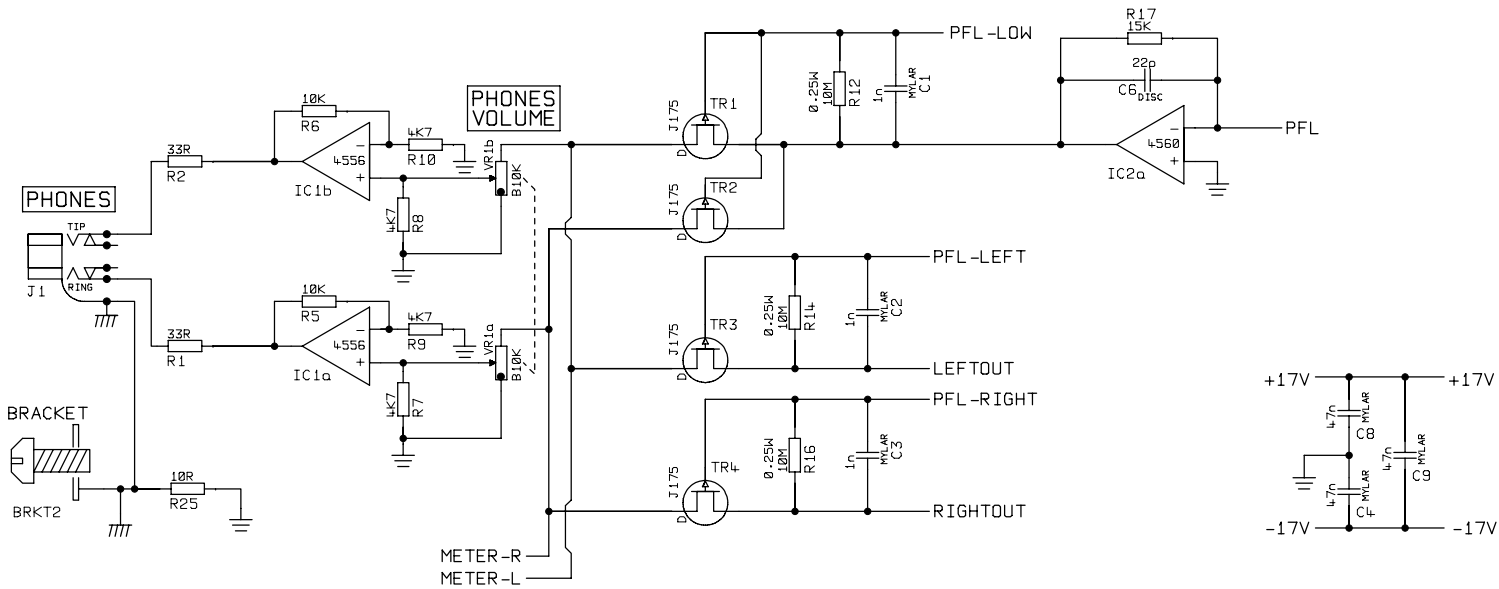 R17
15K
22p
C6
DISC
4560
IC2a
PFL
PFL-LOW
0.25W
10M
R12
1n
MYLAR
C1
TR1
J175
D
TR2
J175
D
PHONES
VOLUME
VR1b
B10K
10K
R6
4K7
R10
4556
IC1b
33R
R2
4K7
R8
PHONES
TIP
RING
J1
10K
R5
4K7
R9
VR1a
B10K
4556
IC1a
33R
R1
4K7
R7
PFL-LEFT
0.25W
10M
R14
1n
MYLAR
C2
TR3
J175
D
LEFTOUT
PFL-RIGHT
0.25W
10M
R16
1n
MYLAR
C3
TR4
J175
D
RIGHTOUT
METER-R
METER-L
BRACKET
BRKT2
10R
R25
+17V
+17V
47n
MYLAR
C8
47n
MYLAR
C9
47n
MYLAR
C4
-17V
-17V